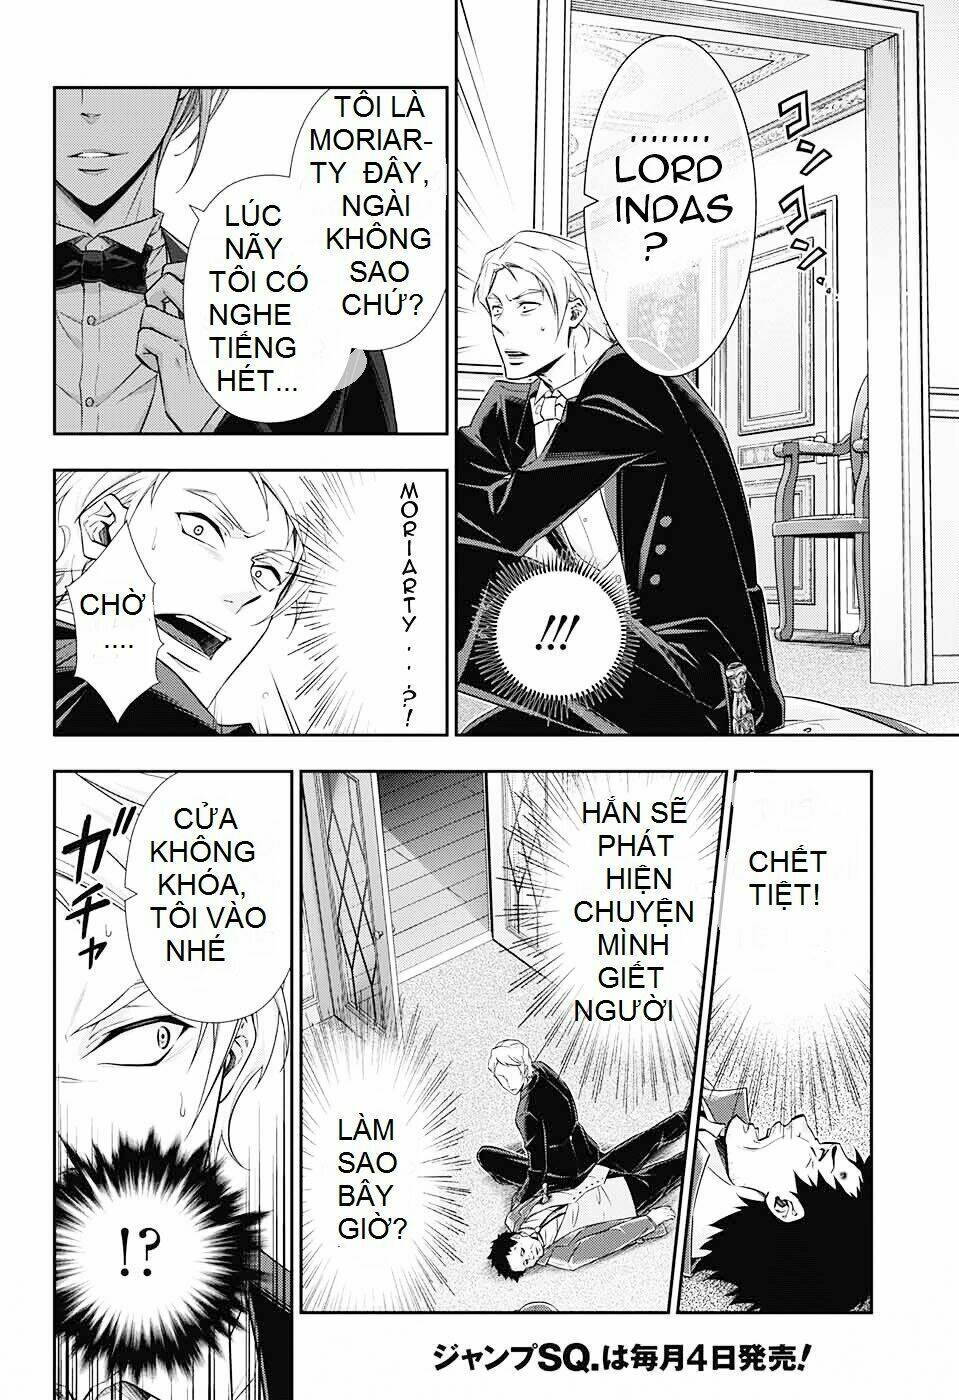 コンコン…
........
LORD
INDAS
?
TÔI LÀ
MORIAR-
TY ĐÂY,
NGÀI
KHÔNG
SAO
CHỨ?
LÚC
NÃY
TÔI CÓ
NGHE
TIẾNG
HÉT...
!!!
MORIARTY...?!
CHỜ
....
CHẾT
TIỆT!
HẮN SẼ
PHÁT
HIỆN
CHUYỆN
MÌNH
GIẾT
NGƯỜI
LÀM
SAO
BÂY
GIỜ?
CỬA
KHÔNG
KHÓA,
TÔI VÀO
NHÉ
ガチャ
!?
ジャンプSQ.は毎月4日発売!